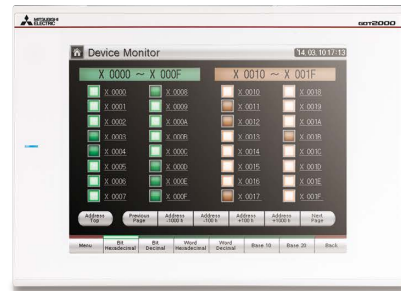 MITSUBISHI
ELECTRIC
GOT2000
Device Monitor
'14, 03, 10 17:13
X 0000 ~ X 000F
X 0010 ~ X 001F
X 0000 X 0008 X 0010 X 0018
X 0001 X 0009 X 0011 X 0019
X 0002 X 000A X 0012 X 001A
X 0003 X 000B X 0013 X 001B
X 0004 X 000C X 0014 X 001C
X 0005 X 000D X 0015 X 001D
X 0006 X 000E X 0016 X 001E
X 0007 X 000F X 0017 X 001F
Address Previous Address Address Address Address Next
Top Page -1000 h -100 h +100 h +1000 h Page
Menu Bit Bit Word Word Base 10 Base 20 Back
Hexadecimal Decimal Hexadecimal Decimal